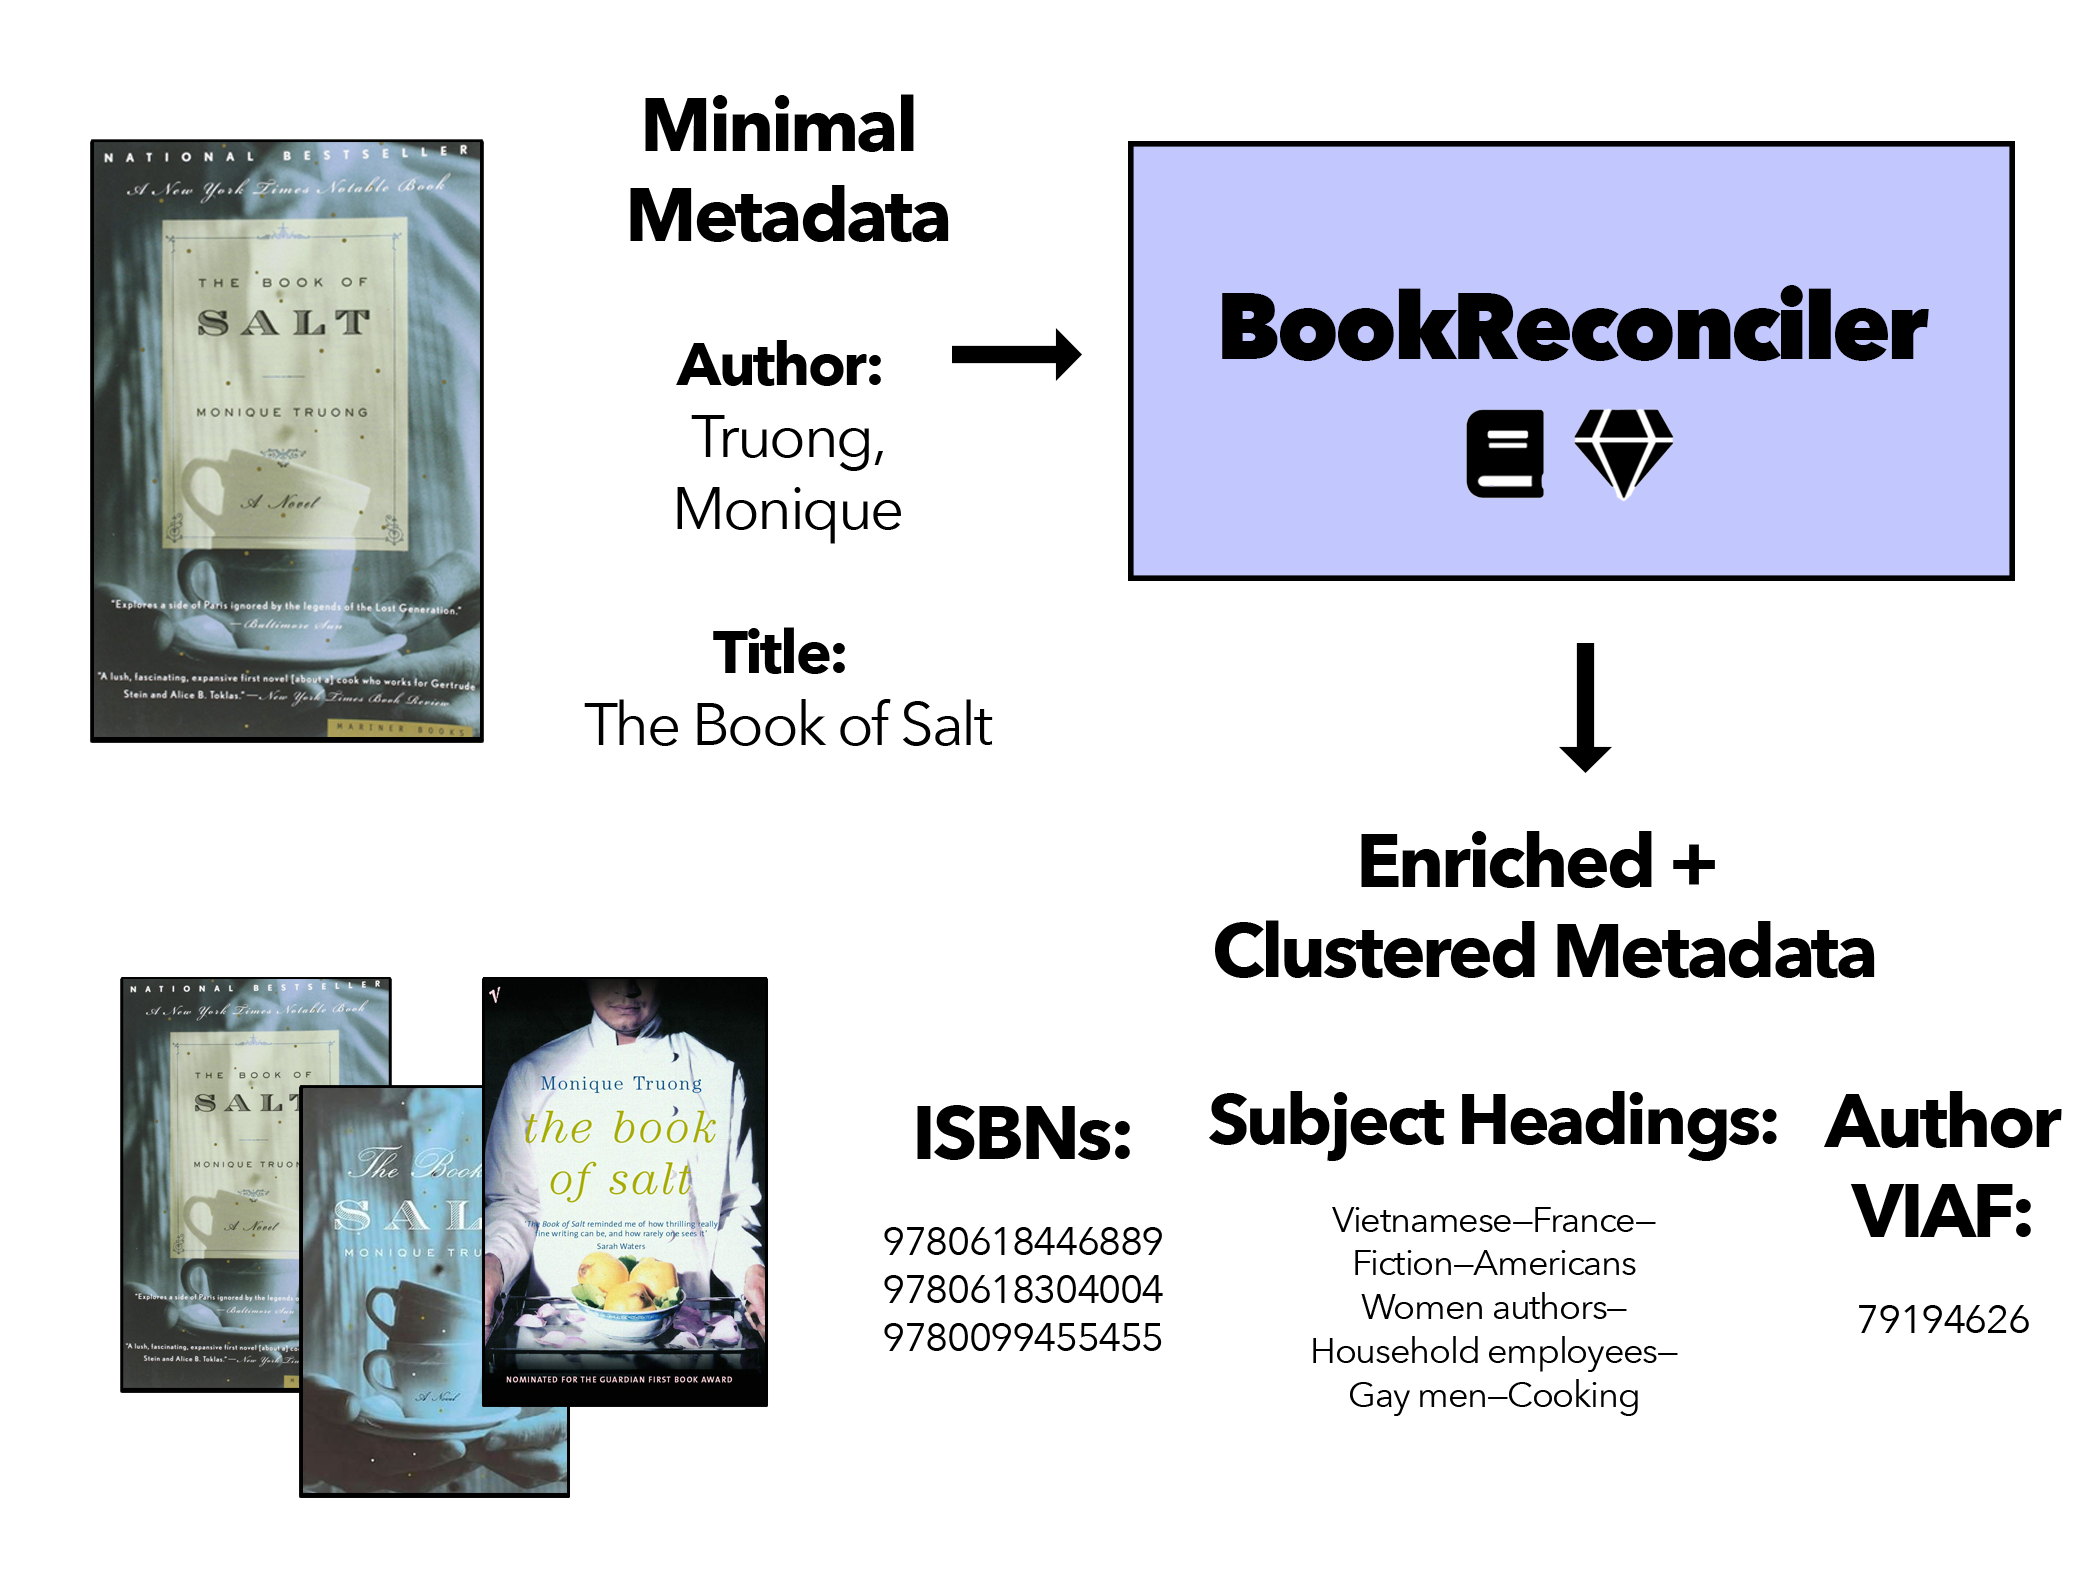 NATIONAL BESTSELLER
A New York Times Notable Book
THE BOOK OF
SALT
MONIQUE TRUONG
A Novel
"Explores a side of Paris ignored by the legends of the Lost Generation."
—Baltimore Sun
"A lush, fascinating, expansive first novel [about a] cook who works for Gertrude
Stein and Alice B. Toklas."—New York Times Book Review
MARINER BOOKS
Minimal
Metadata
Author:
Truong,
Monique
Title:
The Book of Salt
BookReconciler
Enriched +
Clustered Metadata
NATIONAL BESTSELLER
A New York Times Notable Book
THE BOOK OF
SALT
MONIQUE TRUON
A Novel
"Explores a side of Paris ignored by the legends o
—Baltimore Sun
"A lush, fascinating, expansive first novel [about a] co
Stein and Alice B. Toklas."—New York Tim
The Book
SAL
MONIQUE TRU
A Novel
Monique Truong
the book
of salt
'The Book of Salt reminded me of how thrilling really
fine writing can be, and how rarely one sees it'
Sarah Waters
NOMINATED FOR THE GUARDIAN FIRST BOOK AWARD
ISBNs:
9780618446889
9780618304004
9780099455455
Subject Headings:
Vietnamese–France–
Fiction–Americans
Women authors–
Household employees–
Gay men–Cooking
Author
VIAF:
79194626